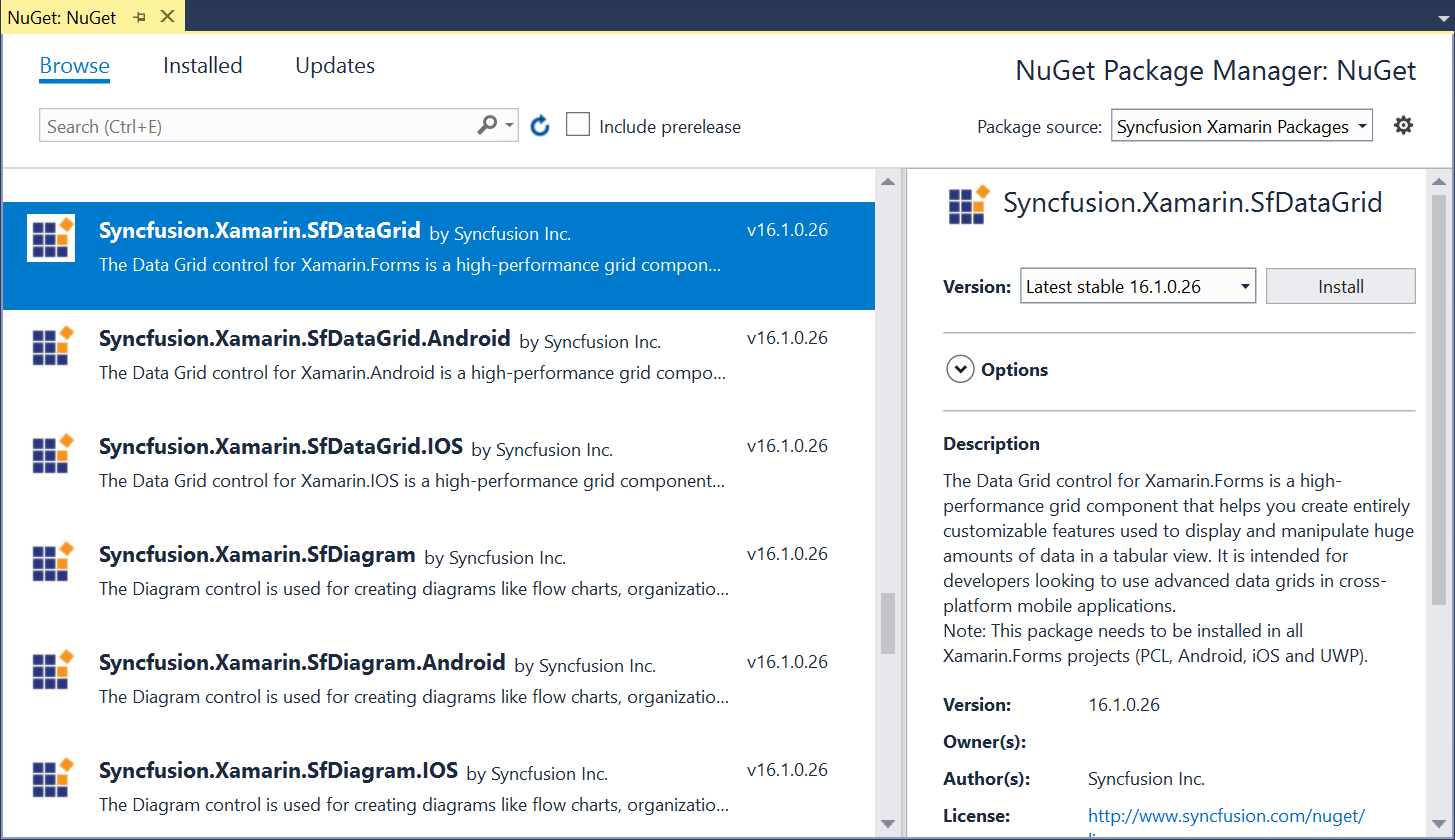 NuGet: NuGet
Browse Installed Updates
NuGet Package Manager: NuGet
Search (Ctrl+E)
Include prerelease
Package source: Syncfusion Xamarin Packages
Syncfusion.Xamarin.SfDataGrid by Syncfusion Inc. v16.1.0.26
The Data Grid control for Xamarin.Forms is a high-performance grid compon...
Syncfusion.Xamarin.SfDataGrid.Android by Syncfusion Inc. v16.1.0.26
The Data Grid control for Xamarin.Android is a high-performance grid compo...
Syncfusion.Xamarin.SfDataGrid.IOS by Syncfusion Inc. v16.1.0.26
The Data Grid control for Xamarin.IOS is a high-performance grid component...
Syncfusion.Xamarin.SfDiagram by Syncfusion Inc. v16.1.0.26
The Diagram control is used for creating diagrams like flow charts, organizatio...
Syncfusion.Xamarin.SfDiagram.Android by Syncfusion Inc. v16.1.0.26
The Diagram control is used for creating diagrams like flow charts, organizatio...
Syncfusion.Xamarin.SfDiagram.IOS by Syncfusion Inc. v16.1.0.26
The Diagram control is used for creating diagrams like flow charts, organizatio...
Syncfusion.Xamarin.SfDataGrid
Version: Latest stable 16.1.0.26 Install
Options
Description
The Data Grid control for Xamarin.Forms is a high-
performance grid component that helps you create entirely
customizable features used to display and manipulate huge
amounts of data in a tabular view. It is intended for
developers looking to use advanced data grids in cross-
platform mobile applications.
Note: This package needs to be installed in all
Xamarin.Forms projects (PCL, Android, iOS and UWP).
Version: 16.1.0.26
Owner(s):
Author(s): Syncfusion Inc.
License: http://www.syncfusion.com/nuget/